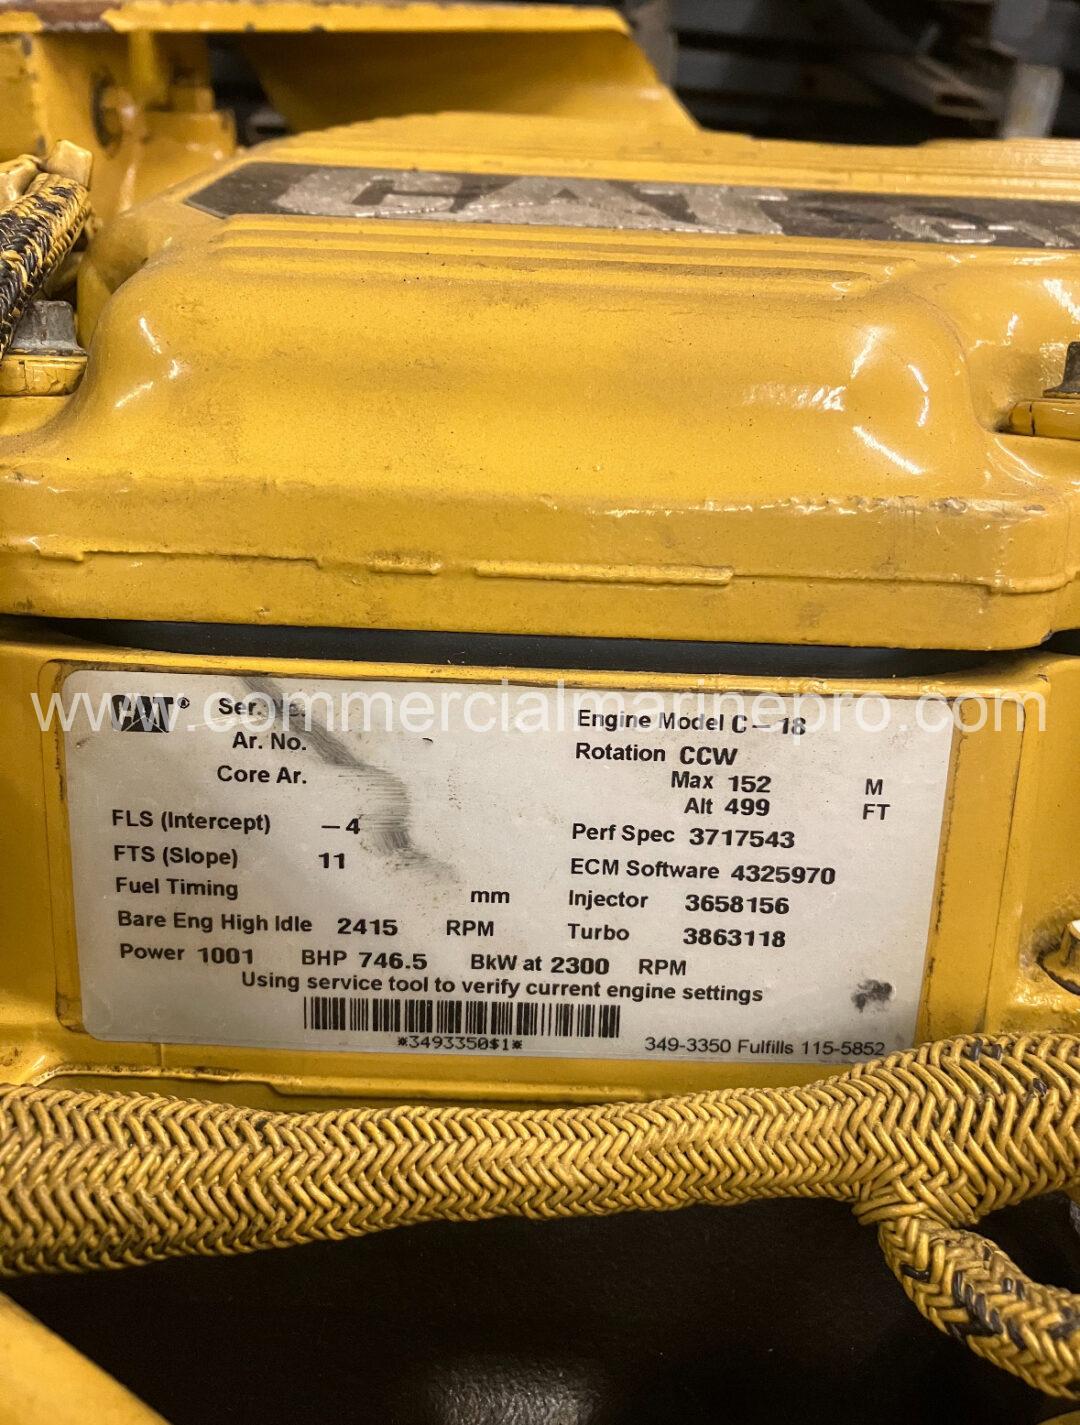 CAT
www.commercialmarinepro.com
CAT® Ser. No. Engine Model C-18
Ar. No. Rotation CCW
Core Ar. Max 152 M
Alt 499 FT
FLS (Intercept) -4 Perf Spec 3717543
FTS (Slope) 11 ECM Software 4325970
Fuel Timing mm Injector 3658156
Bare Eng High Idle 2415 RPM Turbo 3863118
Power 1001 BHP 746.5 BkW at 2300 RPM
Using service tool to verify current engine settings
*3493350$1*
349-3350 Fulfills 115-5852